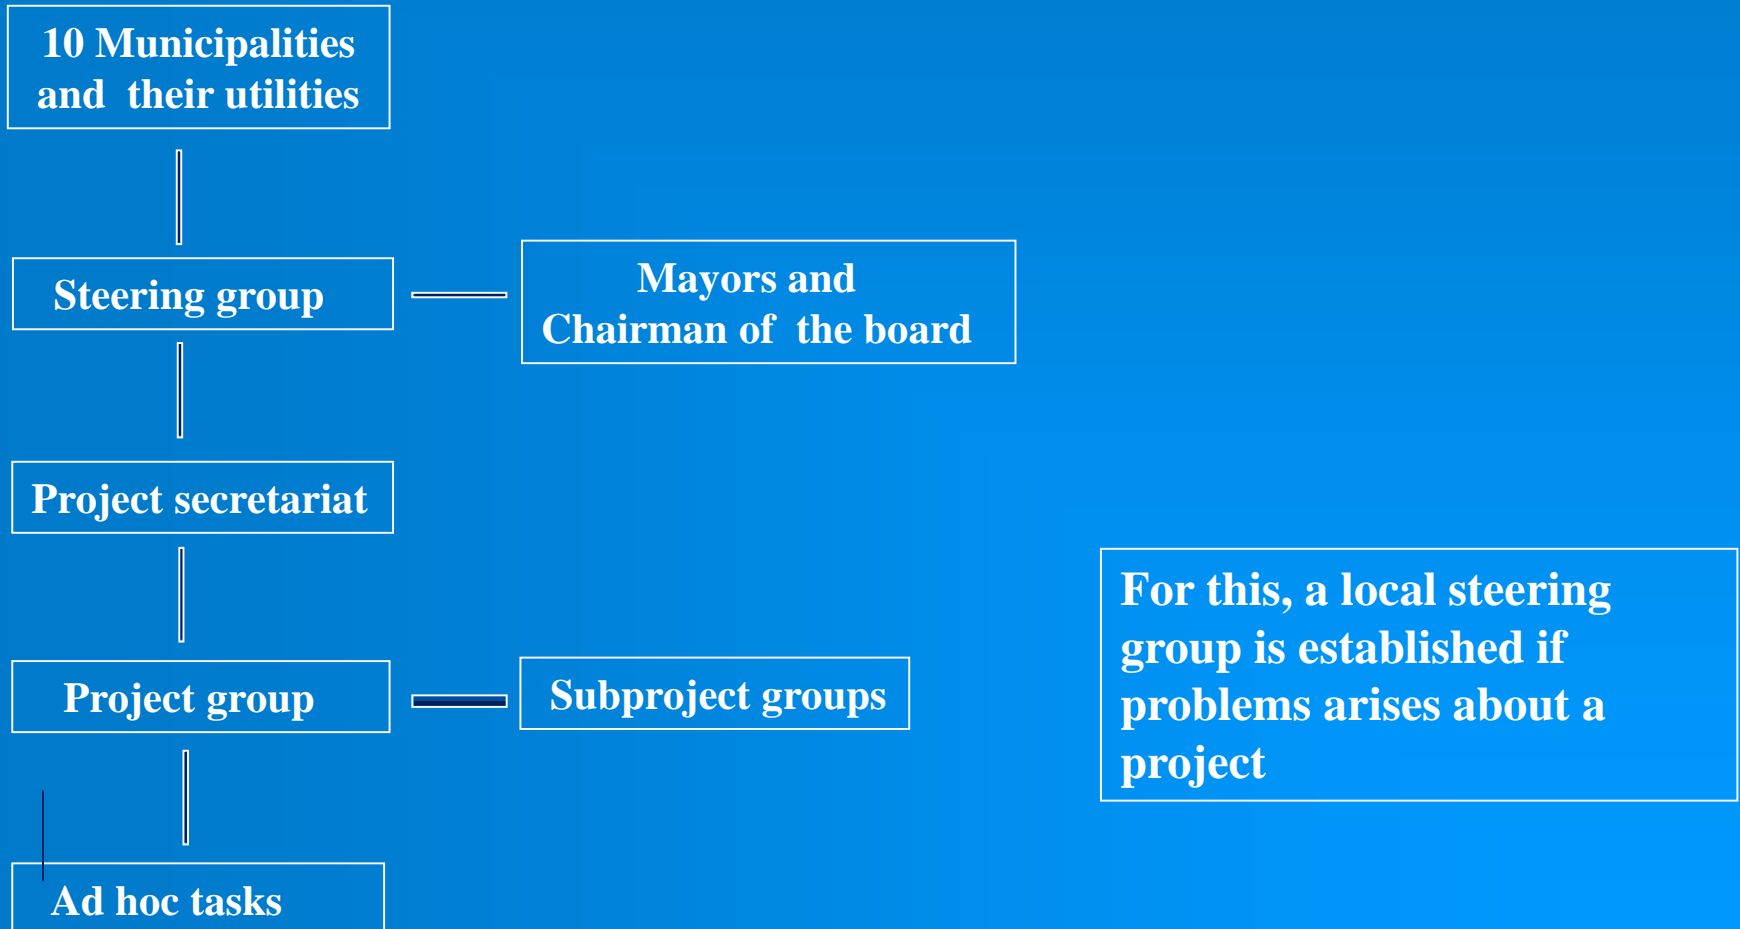 10 Municipalities
and their utilities
Steering group
Mayors and
Chairman of the board
Project secretariat
Project group
Subproject groups
For this, a local steering
group is established if
problems arises about a
project
Ad hoc tasks